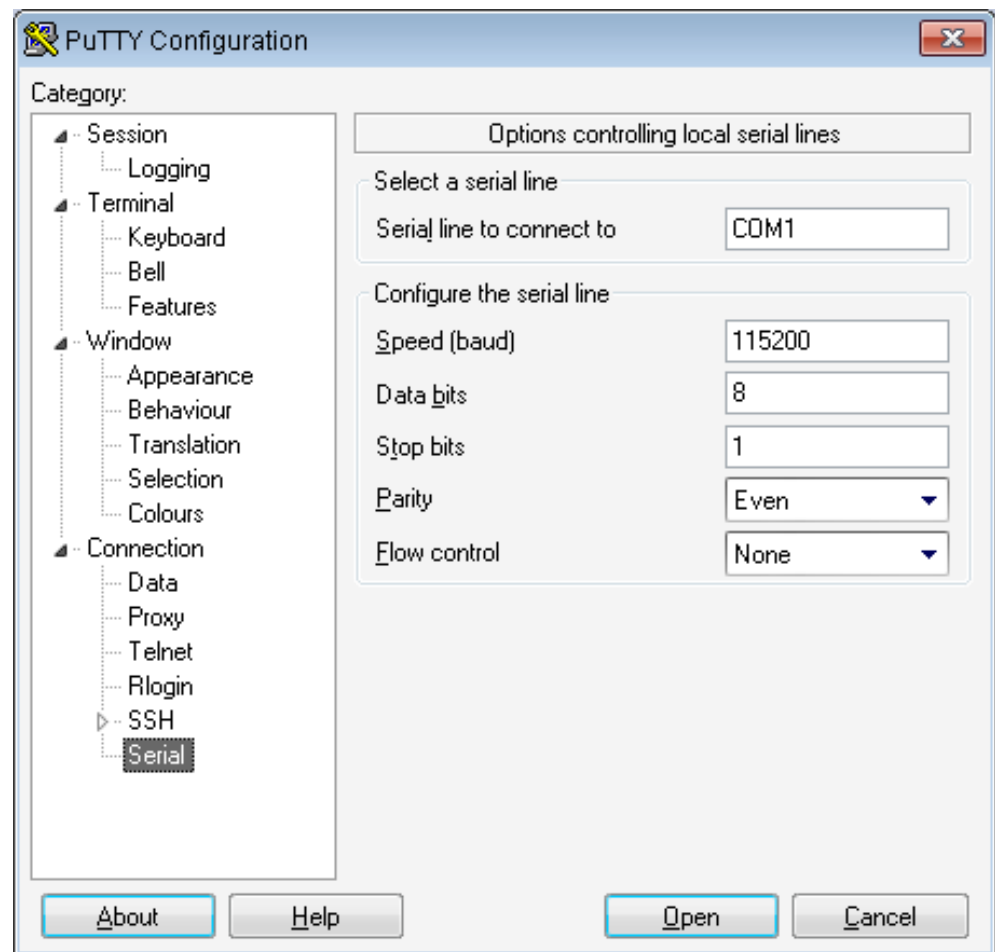 PuTTY Configuration
Category:
Session
Logging
Terminal
Keyboard
Bell
Features
Window
Appearance
Behaviour
Translation
Selection
Colours
Connection
Data
Proxy
Telnet
Rlogin
SSH
Serial
Options controlling local serial lines
Select a serial line
Serial line to connect to COM1
Configure the serial line
Speed (baud) 115200
Data bits 8
Stop bits 1
Parity Even
Flow control None
About Help Open Cancel